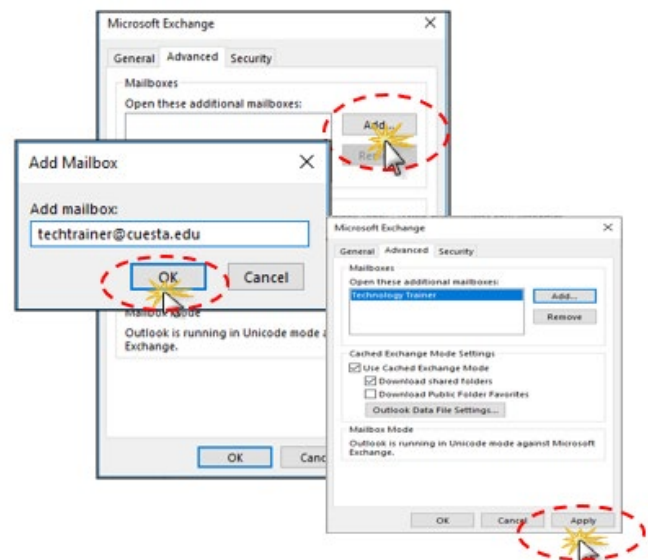 Microsoft Exchange
General Advanced Security
Mailboxes
Open these additional mailboxes:
Add...
Add Mailbox
Add mailbox:
techtrainer@cuesta.edu
OK Cancel
Mailbox Mode
Outlook is running in Unicode mode
Exchange.
OK Canc
Microsoft Exchange
General Advanced Security
Mailboxes
Open these additional mailboxes:
Technology Trainer
Add...
Remove
Cached Exchange Mode Settings
Use Cached Exchange Mode
Download shared folders
Download Public Folder Favorites
Outlook Data File Settings...
Mailbox Mode
Outlook is running in Unicode mode against Microsoft
Exchange.
OK Cancel Apply